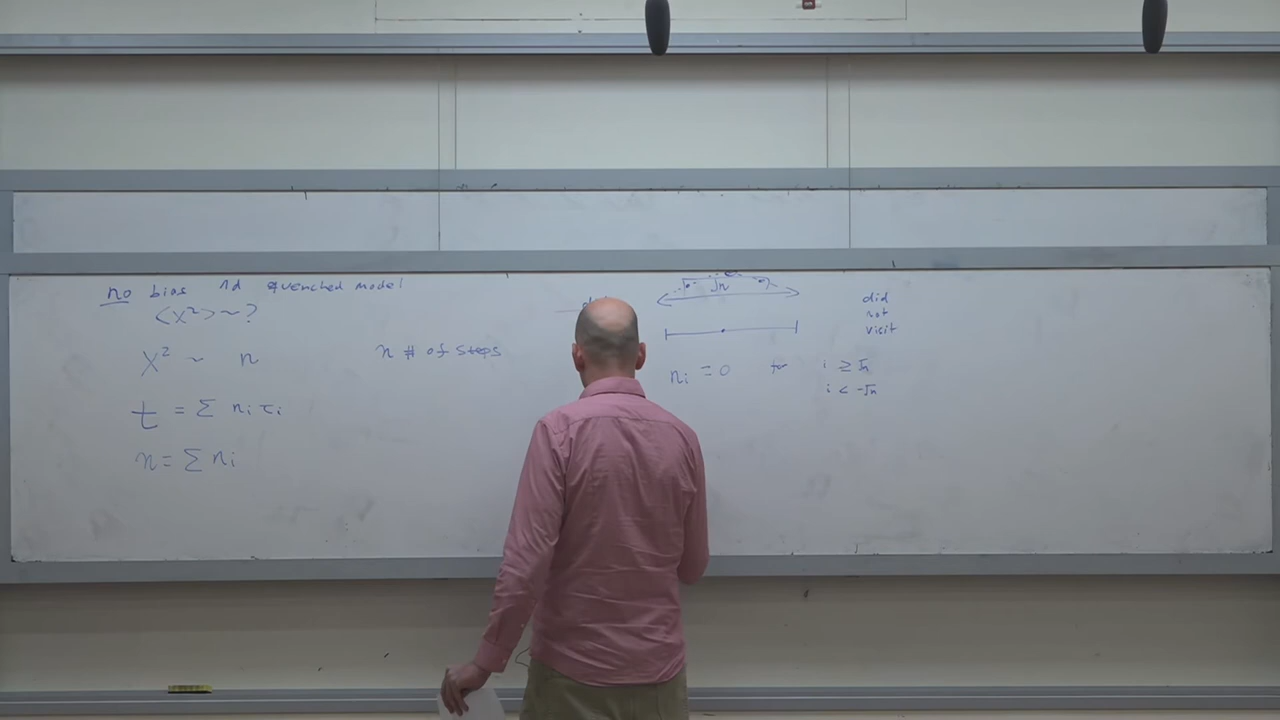 no bias 1d quenched model
<x²> ~ ?
x² ~ n
n # of steps
t = Σ nᵢ τᵢ
n = Σ nᵢ
√n
nᵢ = 0 for i ≥ √n
i < -√n
did
not
visit